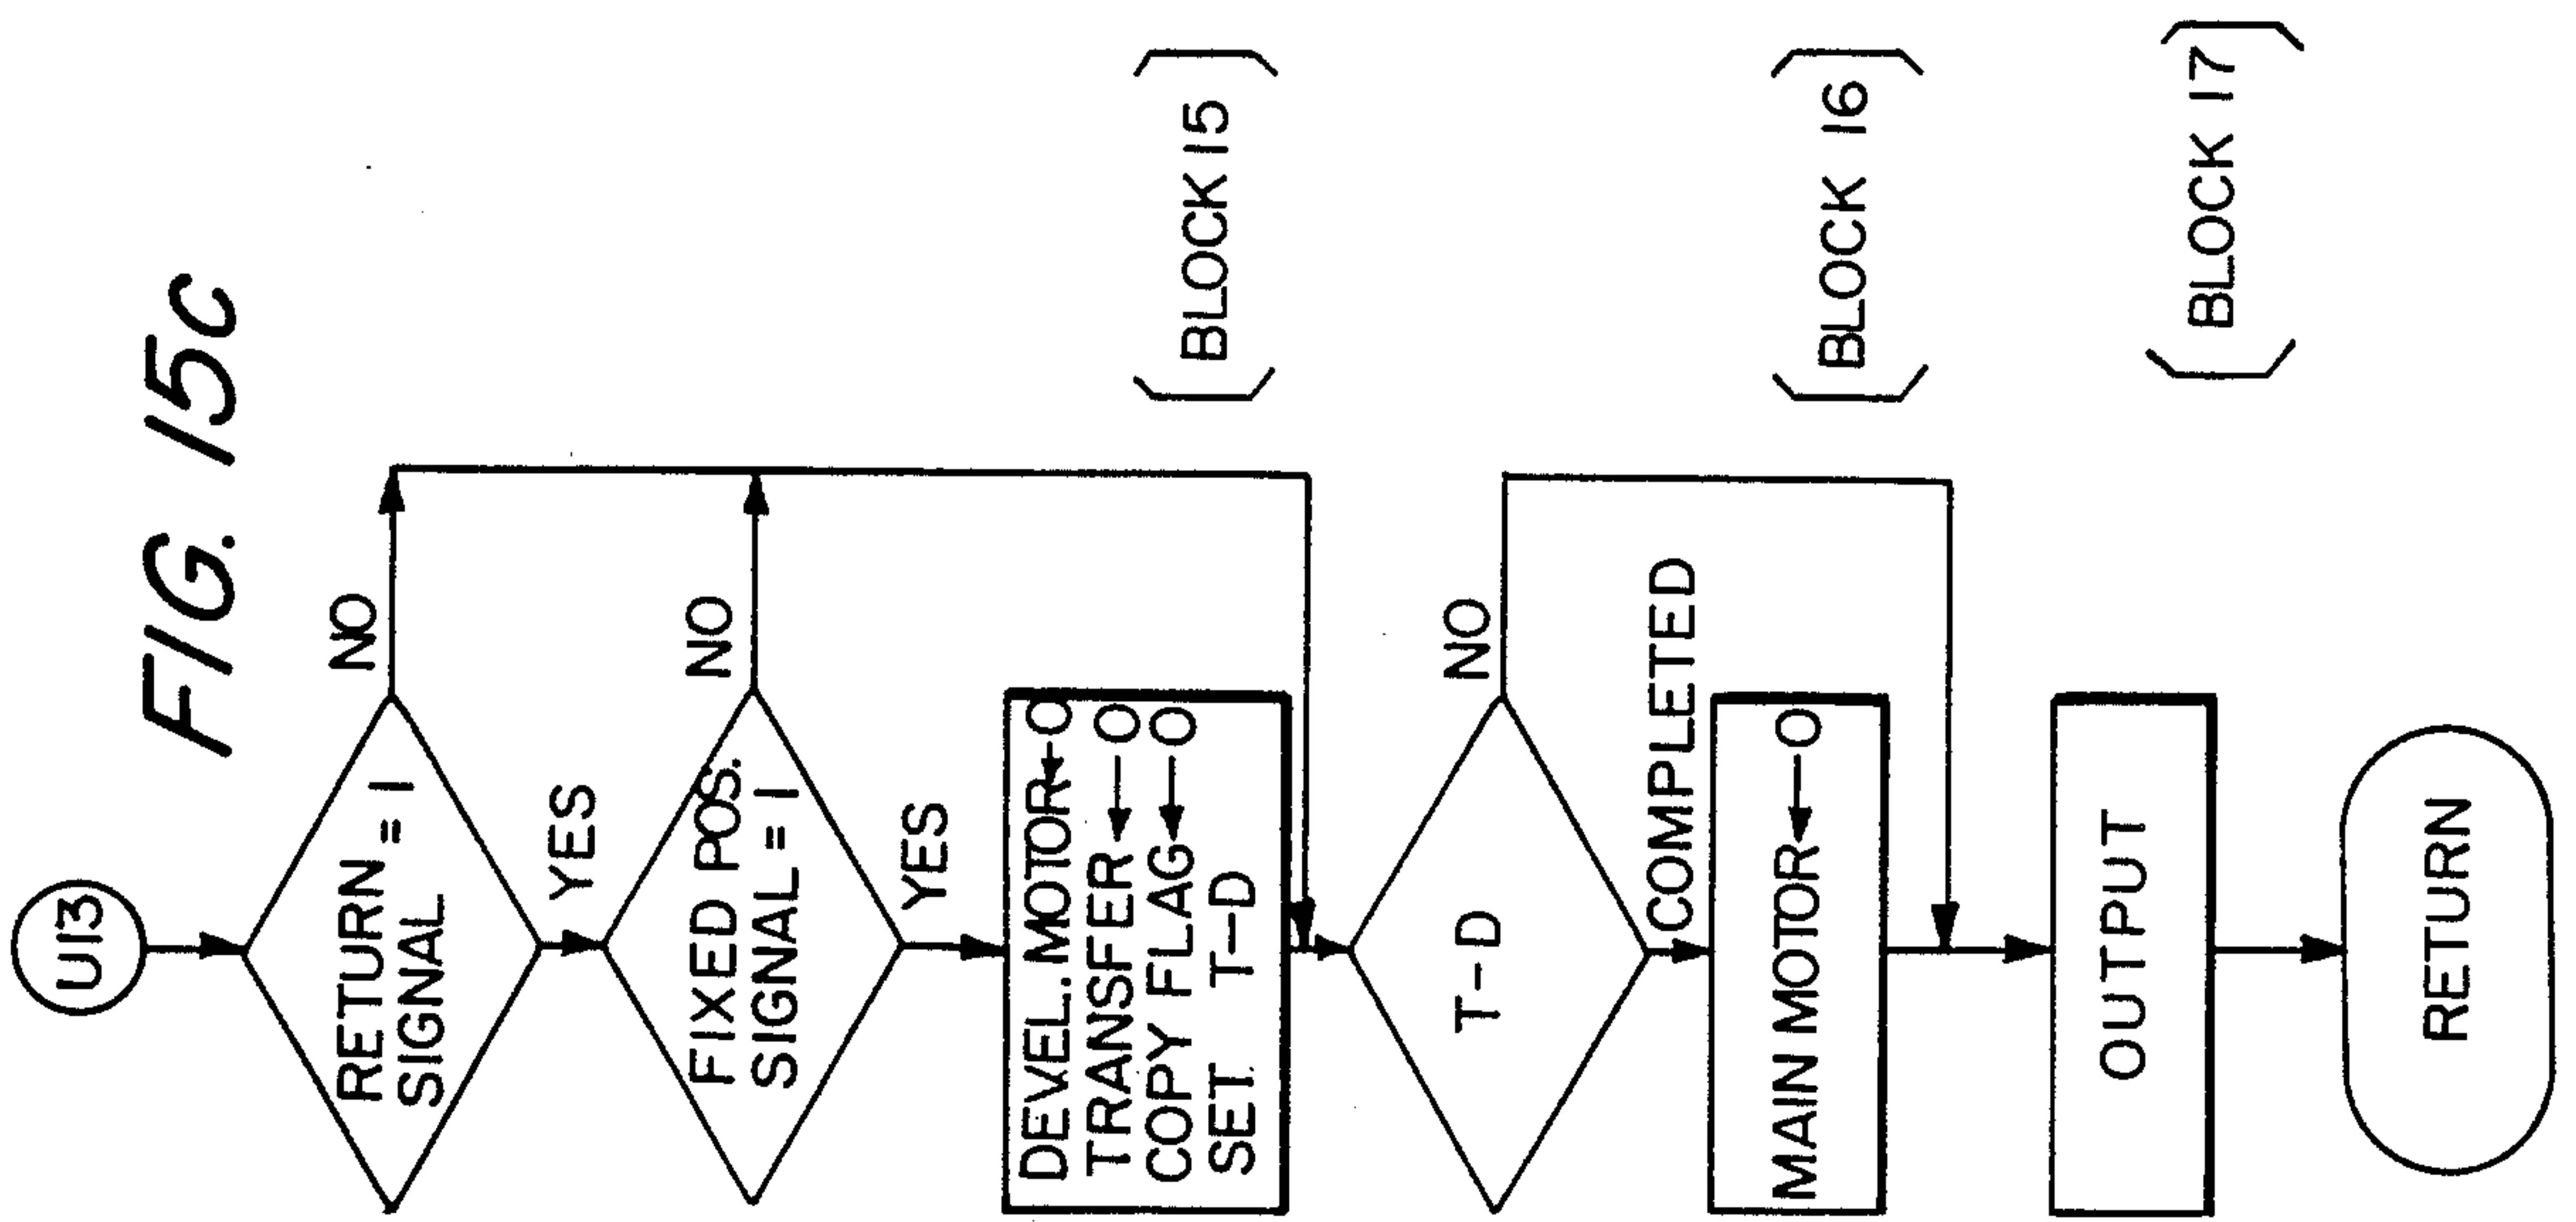 FIG. 15c
U13
RETURN = 1
SIGNAL
NO
YES
FIXED POS.
SIGNAL = 1
NO
YES
DEVEL. MOTOR ← 0
TRANSFER ← 0
COPY FLAG ← 0
SET T-D
(BLOCK 15)
T-D
NO
COMPLETED
MAIN MOTOR ← 0
(BLOCK 16)
OUTPUT
(BLOCK 17)
RETURN